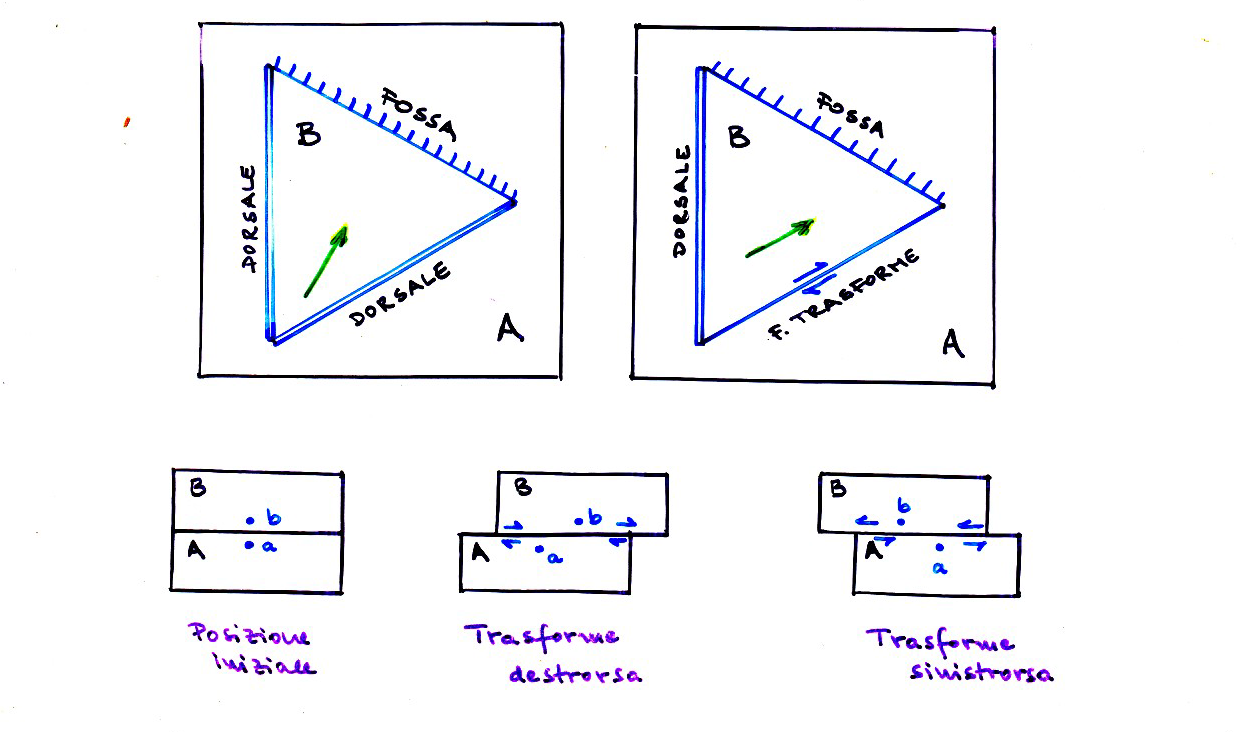 FOSSA
B
DORSALE
DORSALE
A
FOSSA
B
DORSALE
F. TRASFORME
A
B
b
A
a
Posizione
iniziale
B
b
A
a
Trasforme
destrorsa
B
b
A
a
Trasforme
sinistrorsa